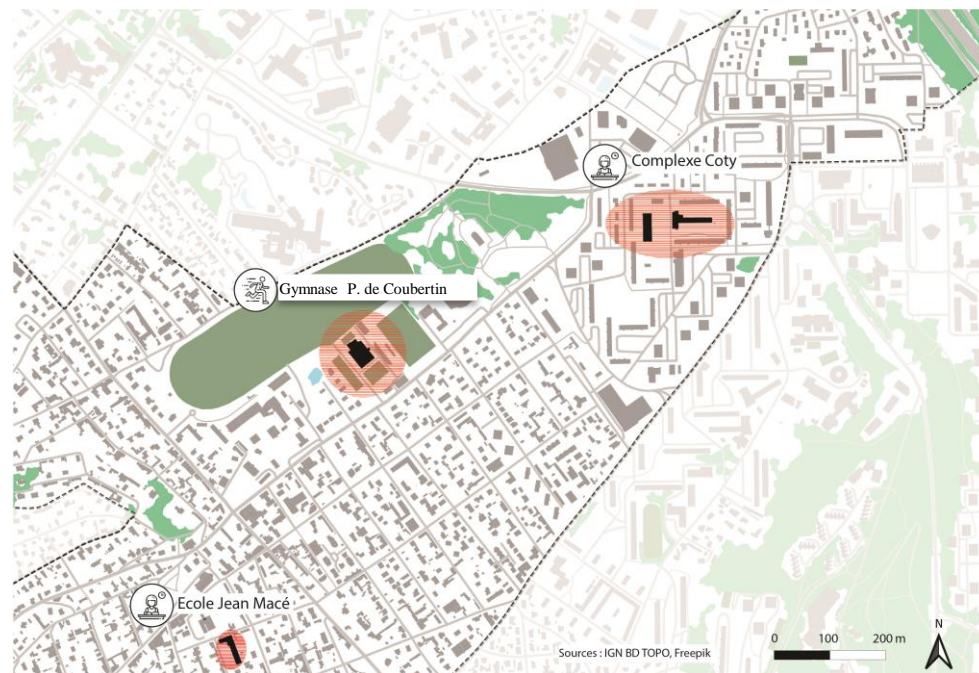 Complexe Coty
Gymnase P. de Coubertin
Ecole Jean Macé
N
0 100 200 m
Sources : IGN BD TOPO, Freepik